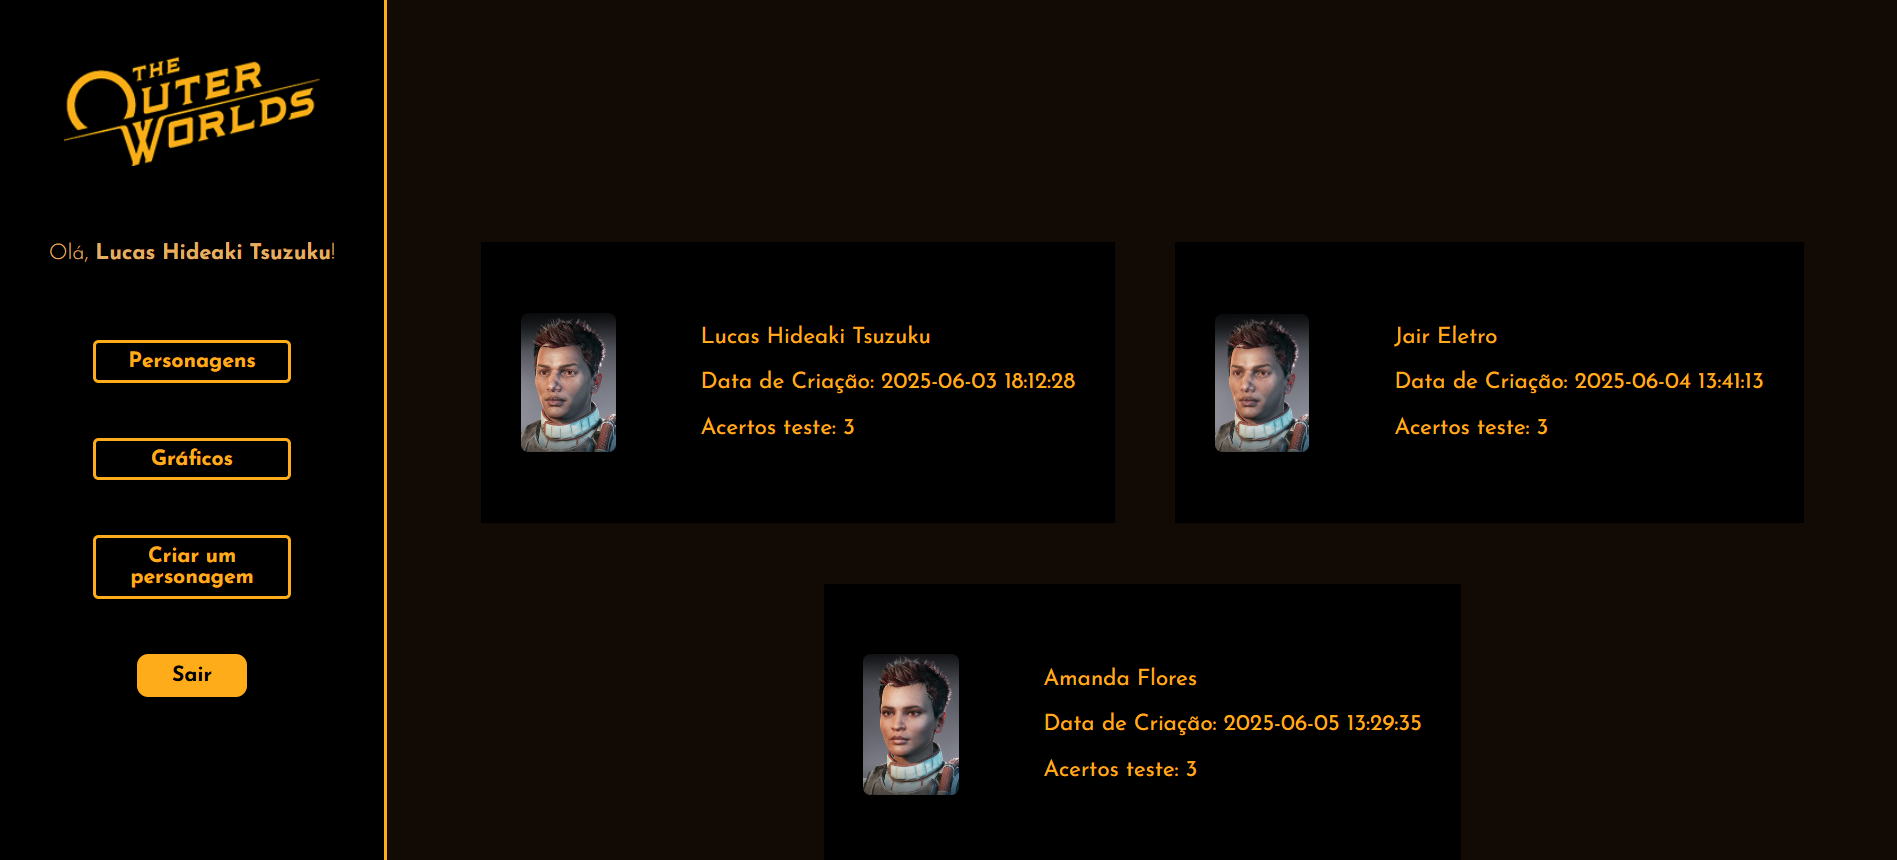 THE
OUTER
WORLDS
Olá, Lucas Hideaki Tsuzuku!
Personagens
Gráficos
Criar um
personagem
Sair
Lucas Hideaki Tsuzuku
Data de Criação: 2025-06-03 18:12:28
Acertos teste: 3
Jair Eletro
Data de Criação: 2025-06-04 13:41:13
Acertos teste: 3
Amanda Flores
Data de Criação: 2025-06-05 13:29:35
Acertos teste: 3